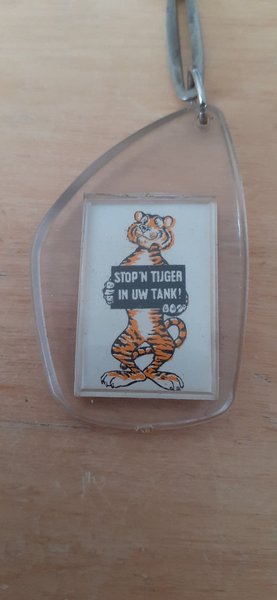 STOP'N TIJGER
IN UW TANK!